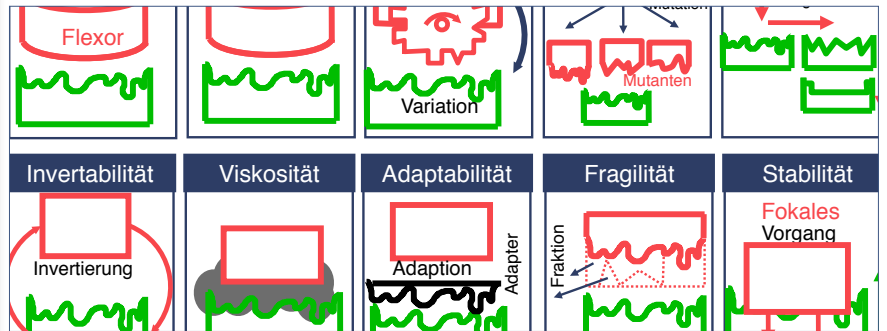 Mutation
Flexor
Variation
Mutanten
Invertabilität
Viskosität
Adaptabilität
Fragilität
Stabilität
Invertierung
Adaption
Adapter
Fraktion
Fokales
Vorgang